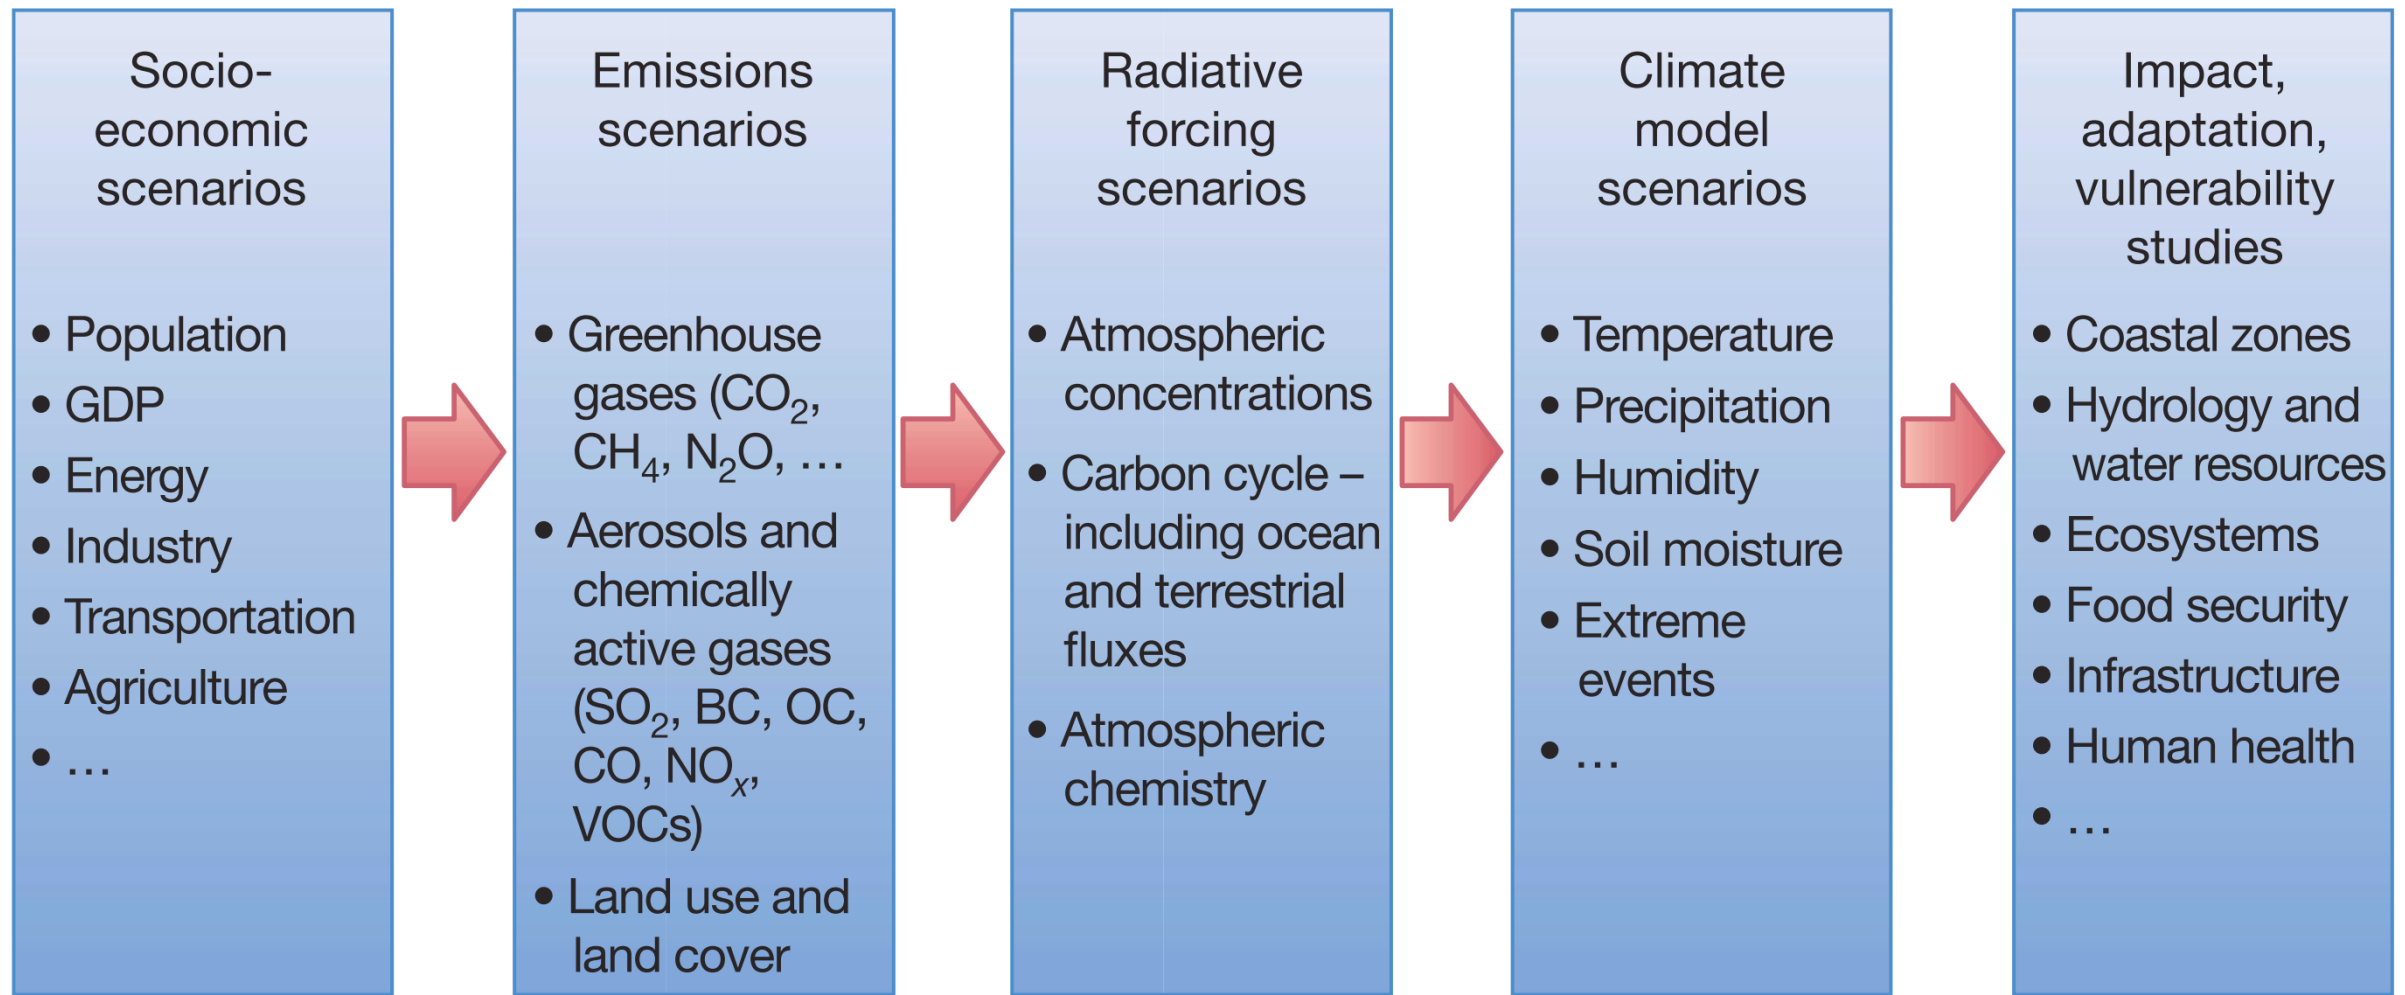 Socio-
economic
scenarios
• Population
• GDP
• Energy
• Industry
• Transportation
• Agriculture
• …
Emissions
scenarios
• Greenhouse
gases (CO₂,
CH₄, N₂O, …
• Aerosols and
chemically
active gases
(SO₂, BC, OC,
CO, NOₓ,
VOCs)
• Land use and
land cover
Radiative
forcing
scenarios
• Atmospheric
concentrations
• Carbon cycle –
including ocean
and terrestrial
fluxes
• Atmospheric
chemistry
Climate
model
scenarios
• Temperature
• Precipitation
• Humidity
• Soil moisture
• Extreme
events
• …
Impact,
adaptation,
vulnerability
studies
• Coastal zones
• Hydrology and
water resources
• Ecosystems
• Food security
• Infrastructure
• Human health
• …